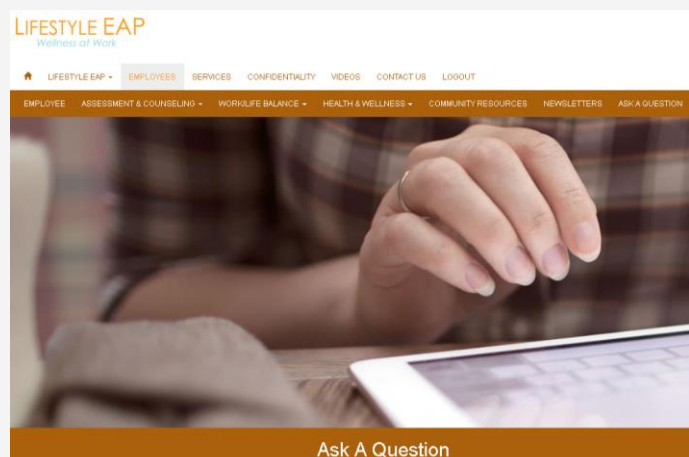 LIFESTYLE EAP
Wellness at Work
LIFESTYLE EAP EMPLOYEES SERVICES CONFIDENTIALITY VIDEOS CONTACT US LOGOUT
EMPLOYEE ASSESSMENT & COUNSELING WORK/LIFE BALANCE HEALTH & WELLNESS COMMUNITY RESOURCES NEWSLETTERS ASK A QUESTION
Ask A Question